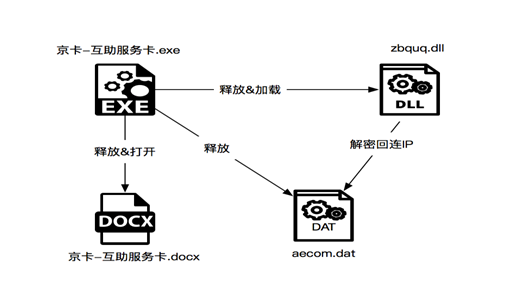 京卡-互助服务卡.exe
zbquq.dll
EXE
释放&加载
DLL
释放&打开
释放
解密回连IP
DOCX
DAT
京卡-互助服务卡.docx
aecom.dat